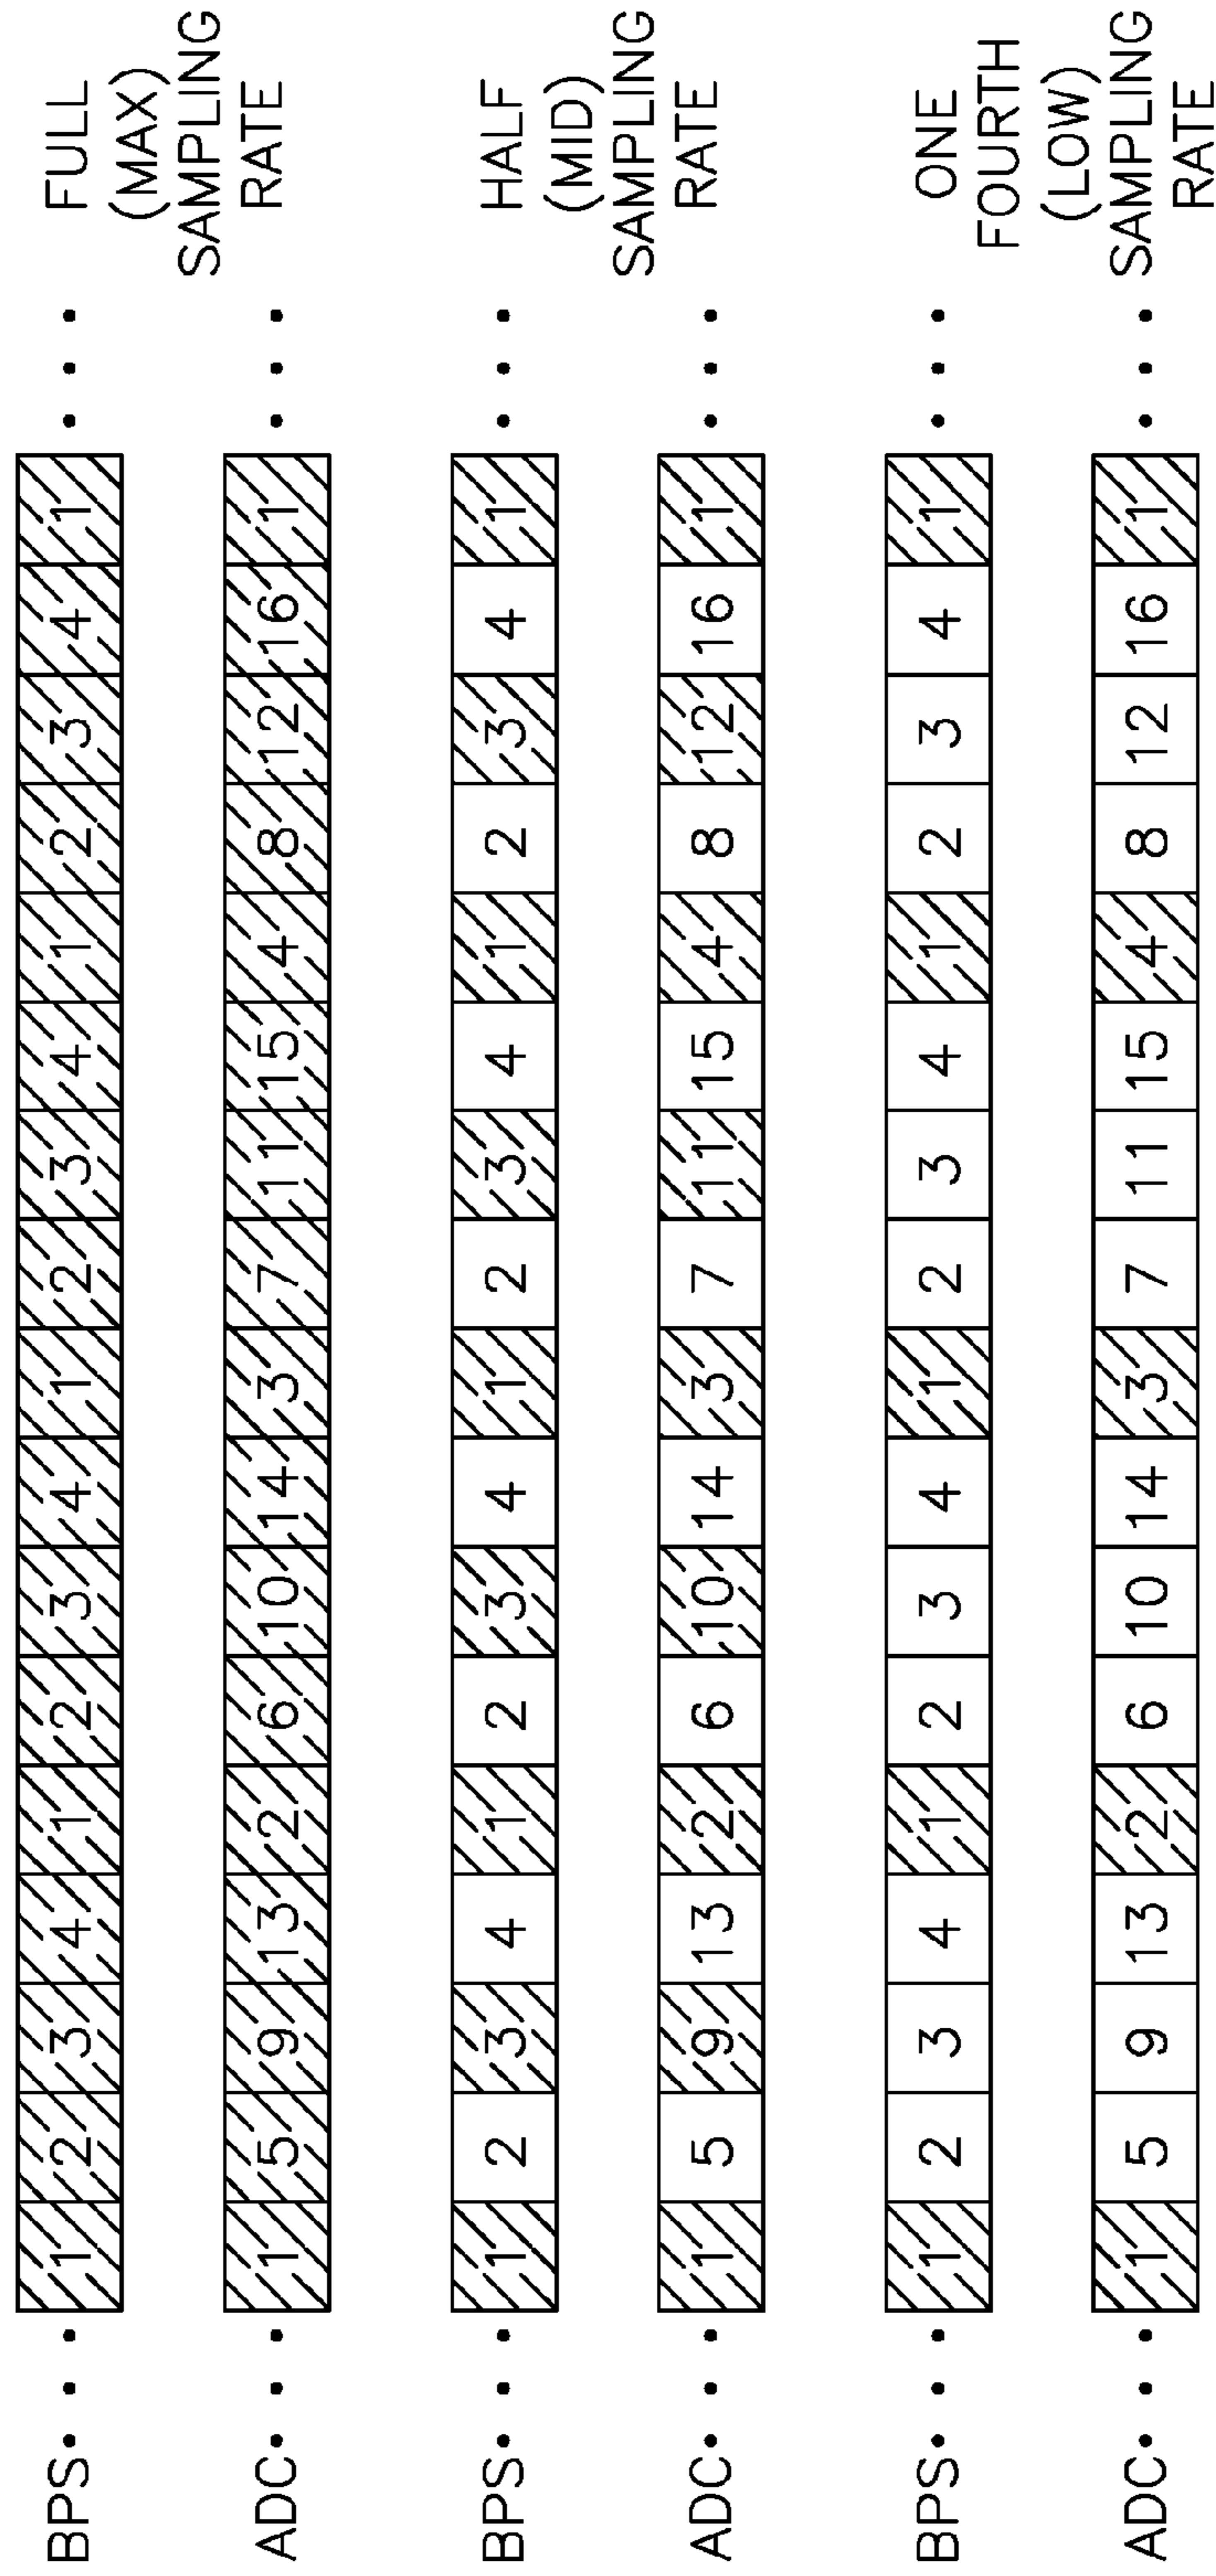 BPS 1 2 3 4 1 2 3 4 1 2 3 4 1 2 3 4 1
FULL
(MAX)
SAMPLING
RATE
ADC 1 5 9 13 2 6 10 14 3 7 11 15 4 8 12 16 1
BPS 1 2 3 4 1 2 3 4 1 2 3 4 1 2 3 4 1
HALF
(MID)
SAMPLING
RATE
ADC 1 5 9 13 2 6 10 14 3 7 11 15 4 8 12 16 1
BPS 1 2 3 4 1 2 3 4 1 2 3 4 1 2 3 4 1
ONE
FOURTH
(LOW)
SAMPLING
RATE
ADC 1 5 9 13 2 6 10 14 3 7 11 15 4 8 12 16 1